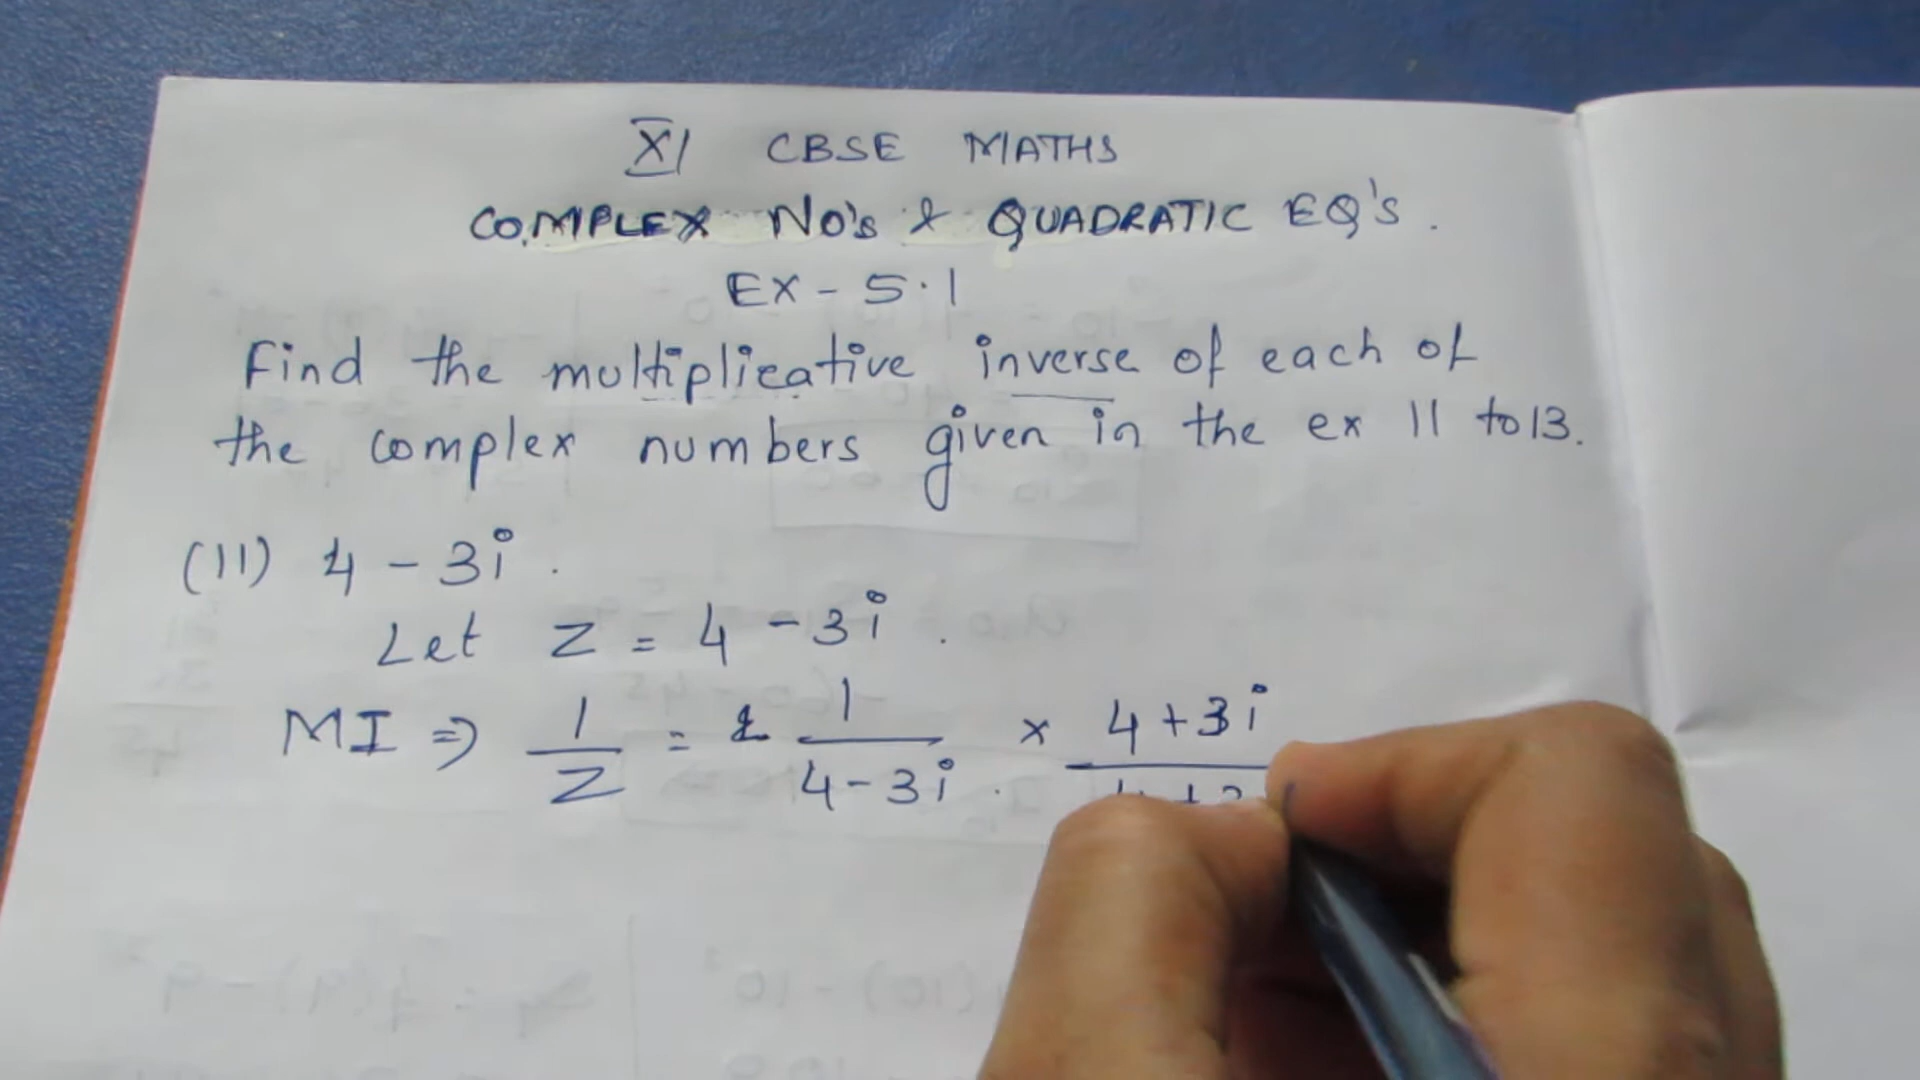 XI CBSE MATHS
COMPLEX NO'S & QUADRATIC EQ'S.
EX - 5.1
Find the multiplicative inverse of each of
the complex numbers given in the ex 11 to 13.
(11) 4 - 3i.
Let Z = 4 - 3i.
MI ⇒ 1/Z = 1/(4-3i) . × (4+3i)/(4+3